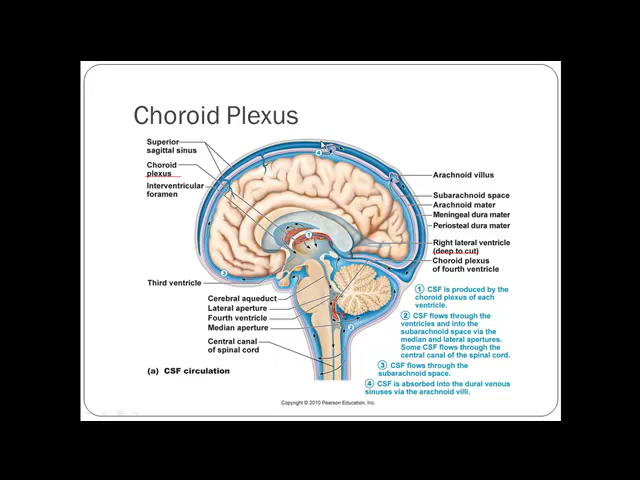 Choroid Plexus
Superior
sagittal sinus
Choroid
plexus
Interventricular
foramen
Third ventricle
Cerebral aqueduct
Lateral aperture
Fourth ventricle
Median aperture
Central canal
of spinal cord
(a) CSF circulation
Arachnoid villus
Subarachnoid space
Arachnoid mater
Meningeal dura mater
Periosteal dura mater
Right lateral ventricle
(deep to cut)
Choroid plexus
of fourth ventricle
4
1
3
2
1 CSF is produced by the
choroid plexus of each
ventricle.
2 CSF flows through the
ventricles and into the
subarachnoid space via the
median and lateral apertures.
Some CSF flows through the
central canal of the spinal cord.
3 CSF flows through the
subarachnoid space.
4 CSF is absorbed into the dural venous
sinuses via the arachnoid villi.
Copyright © 2010 Pearson Education, Inc.